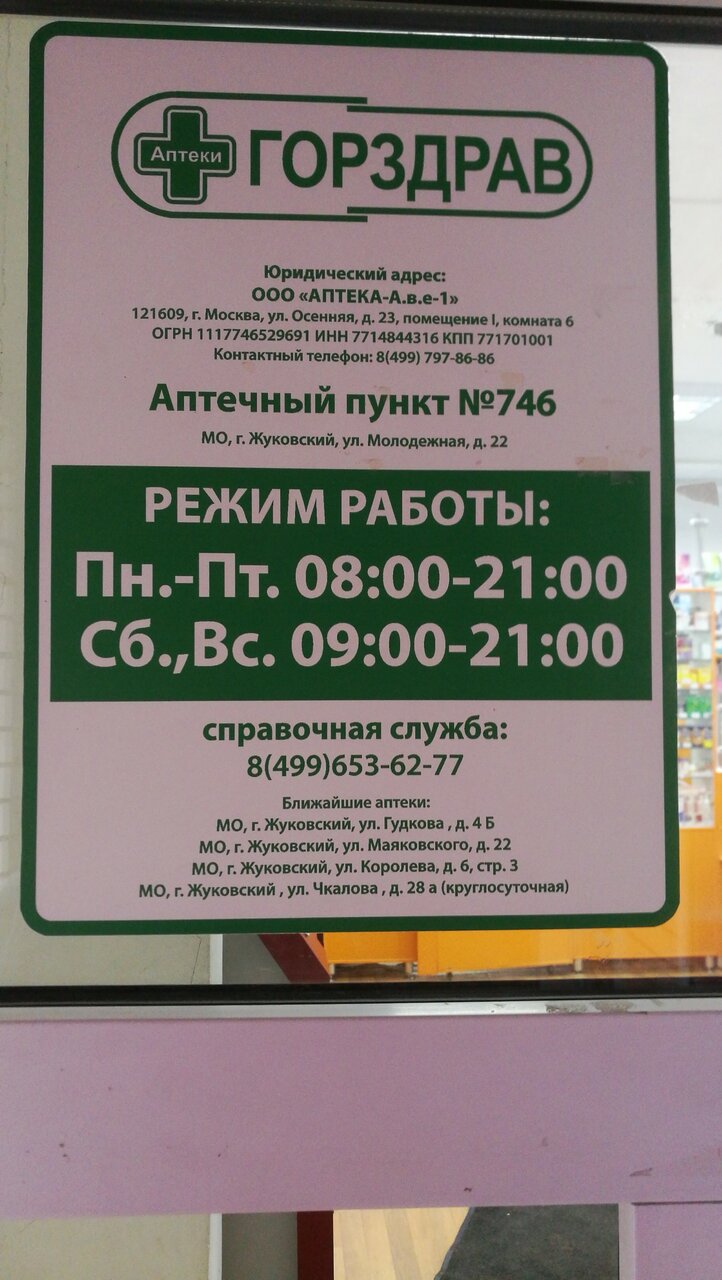 Аптеки ГОРЗДРАВ
Юридический адрес:
ООО «АПТЕКА-А.в.е-1»
121609, г. Москва, ул. Осенняя, д. 23, помещение I, комната 6
ОГРН 1117746529691 ИНН 7714844316 КПП 771701001
Контактный телефон: 8(499) 797-86-86
Аптечный пункт №746
МО, г. Жуковский, ул. Молодежная, д. 22
РЕЖИМ РАБОТЫ:
Пн.-Пт. 08:00-21:00
Сб.,Вс. 09:00-21:00
справочная служба:
8(499)653-62-77
Ближайшие аптеки:
МО, г. Жуковский, ул. Гудкова , д. 4 Б
МО, г. Жуковский, ул. Маяковского, д. 22
МО, г. Жуковский, ул. Королева, д. 6, стр. 3
МО, г. Жуковский , ул. Чкалова , д. 28 а (круглосуточная)